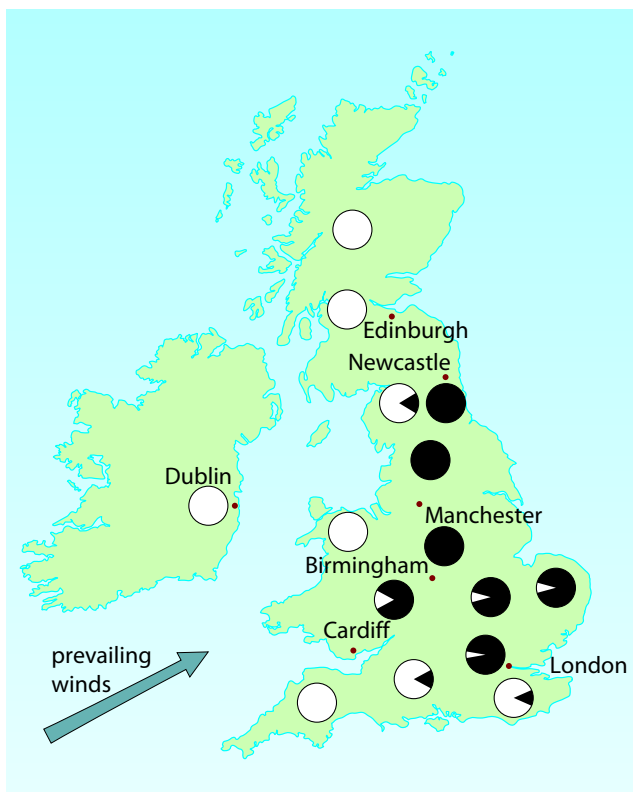 Edinburgh
Newcastle
Dublin
Manchester
Birmingham
Cardiff
prevailing
winds
London